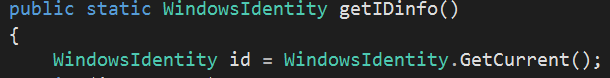 public static WindowsIdentity getIDinfo()
{
WindowsIdentity id = WindowsIdentity.GetCurrent();